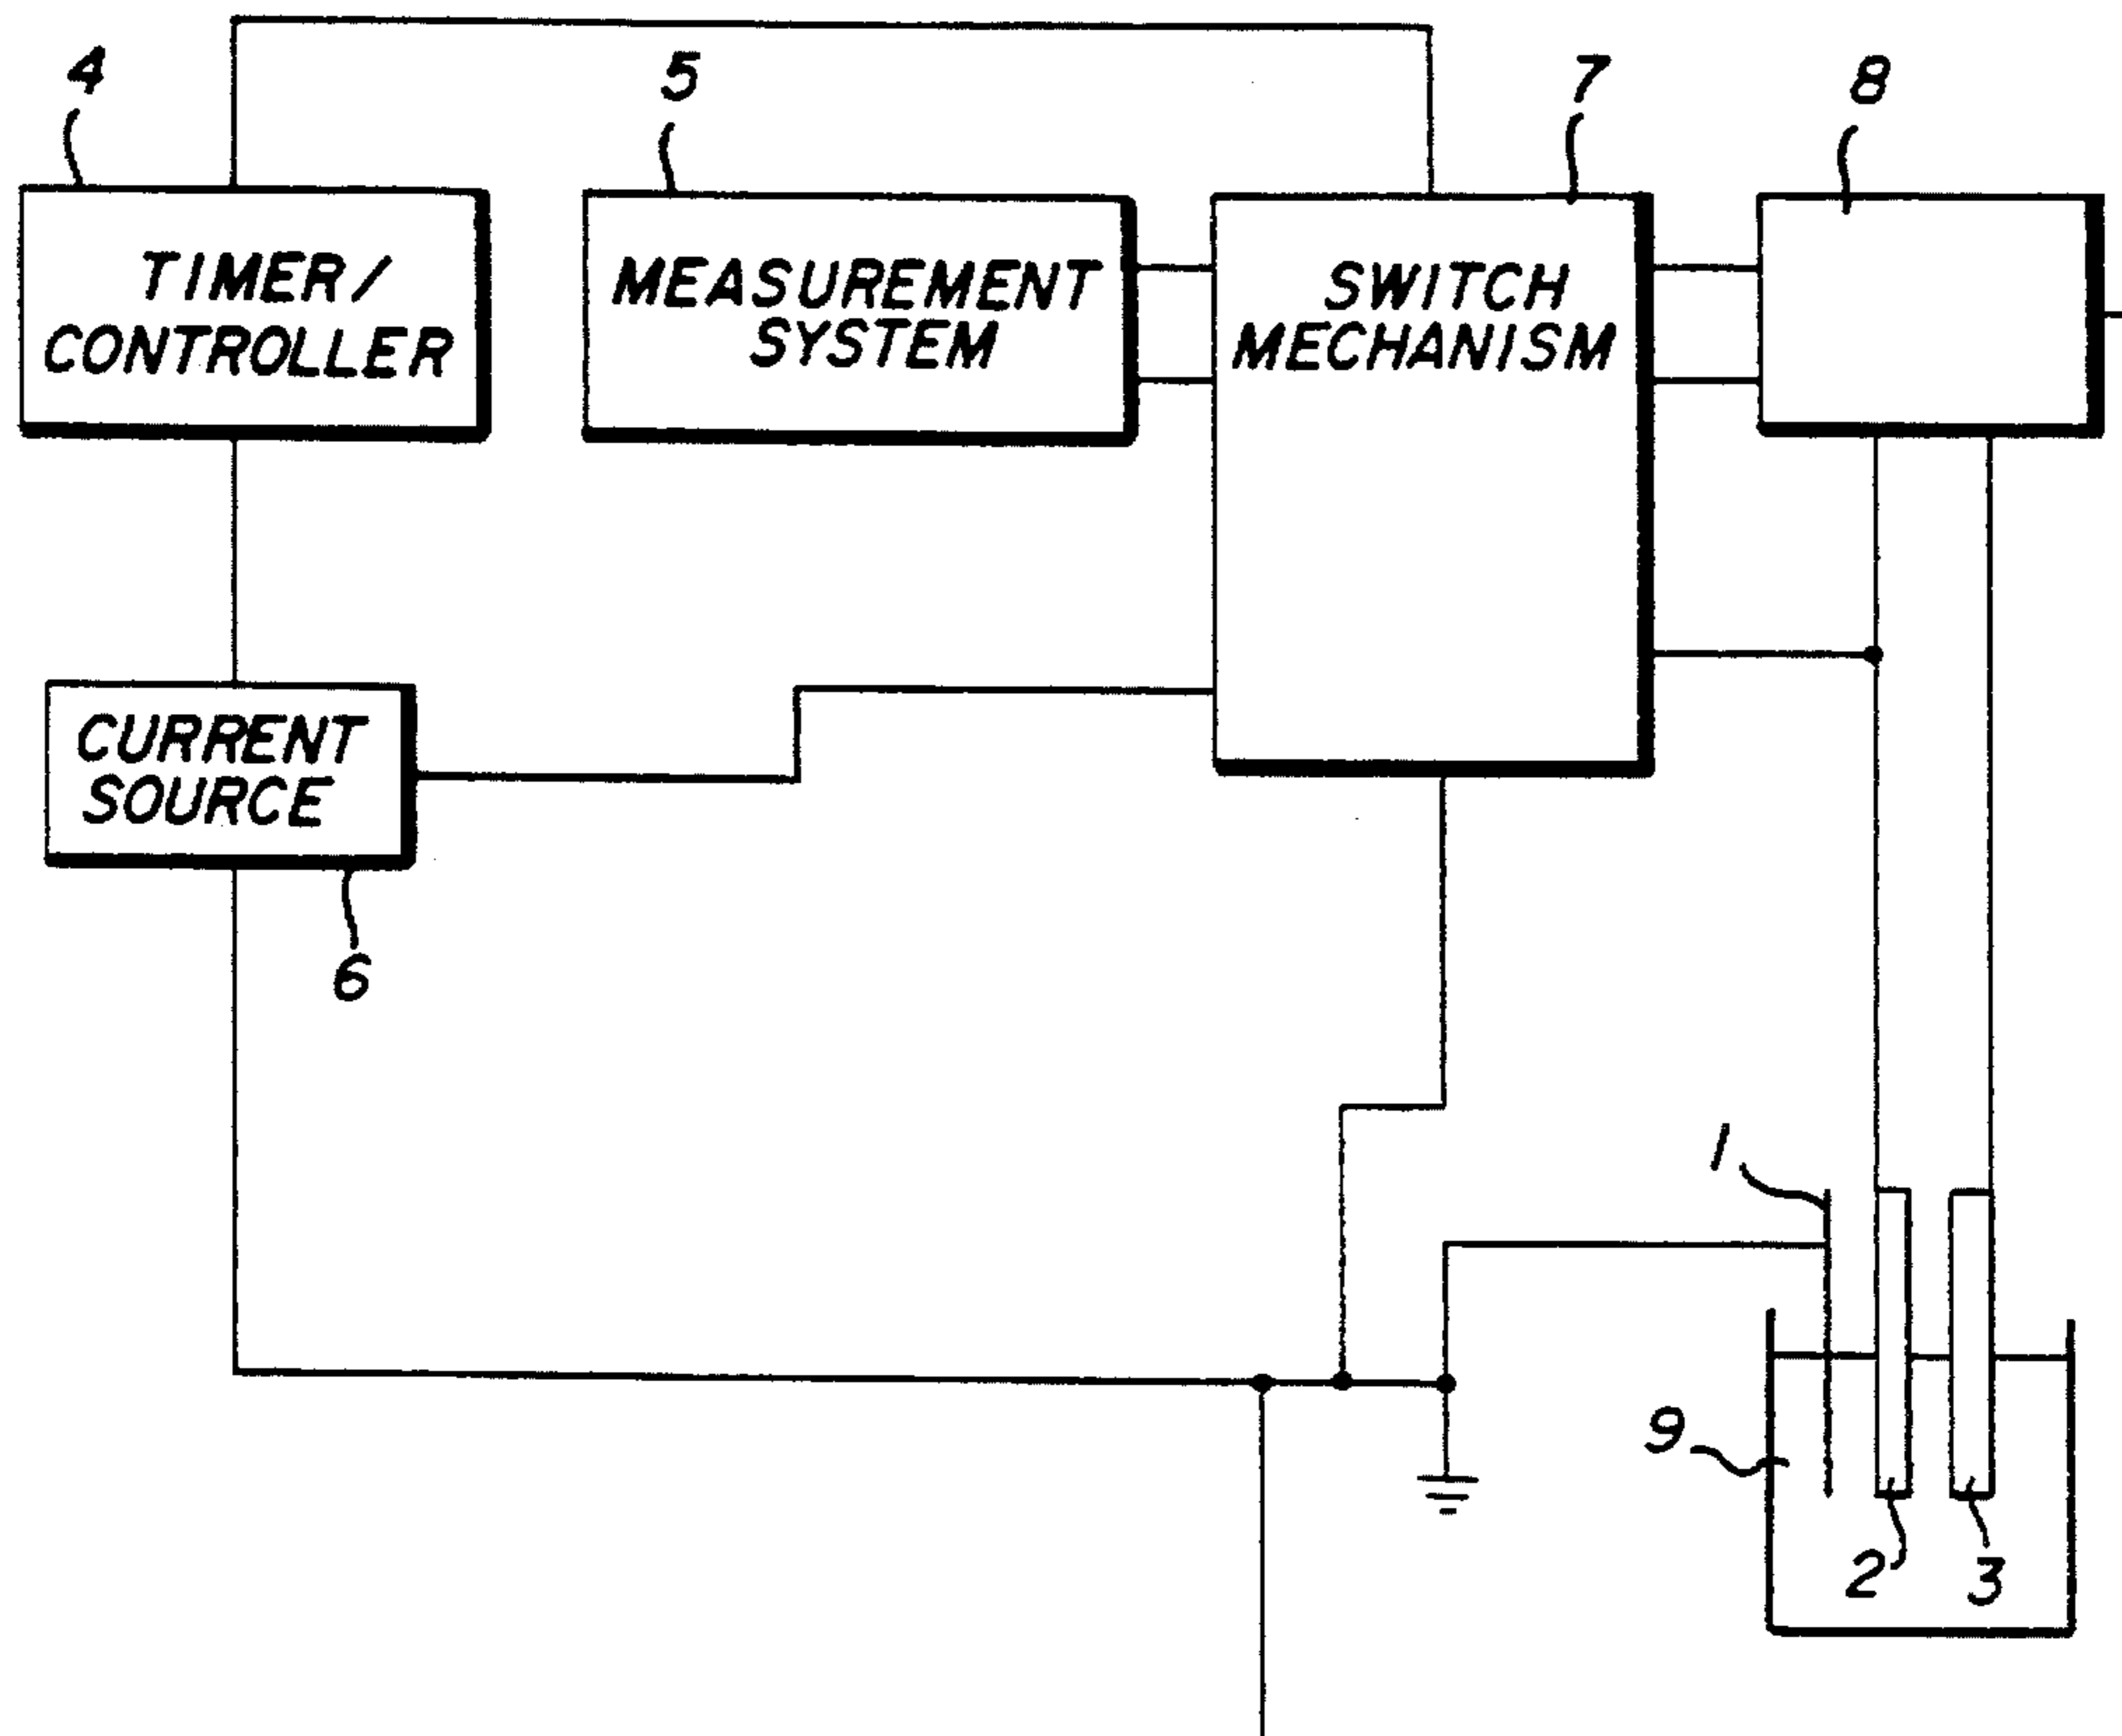 4
5
7
8
TIMER/
CONTROLLER
MEASUREMENT
SYSTEM
SWITCH
MECHANISM
CURRENT
SOURCE
6
1
9
2
3